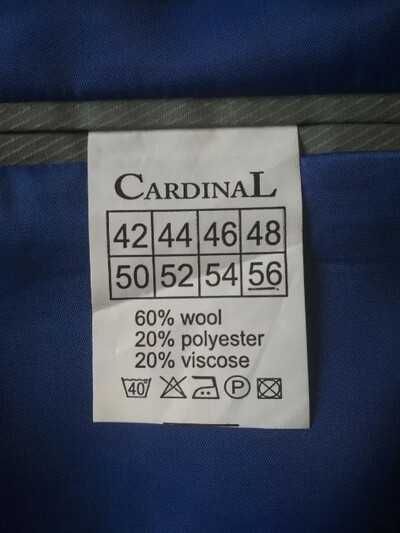 CARDINAL
42 44 46 48
50 52 54 56
60% wool
20% polyester
20% viscose
40° P